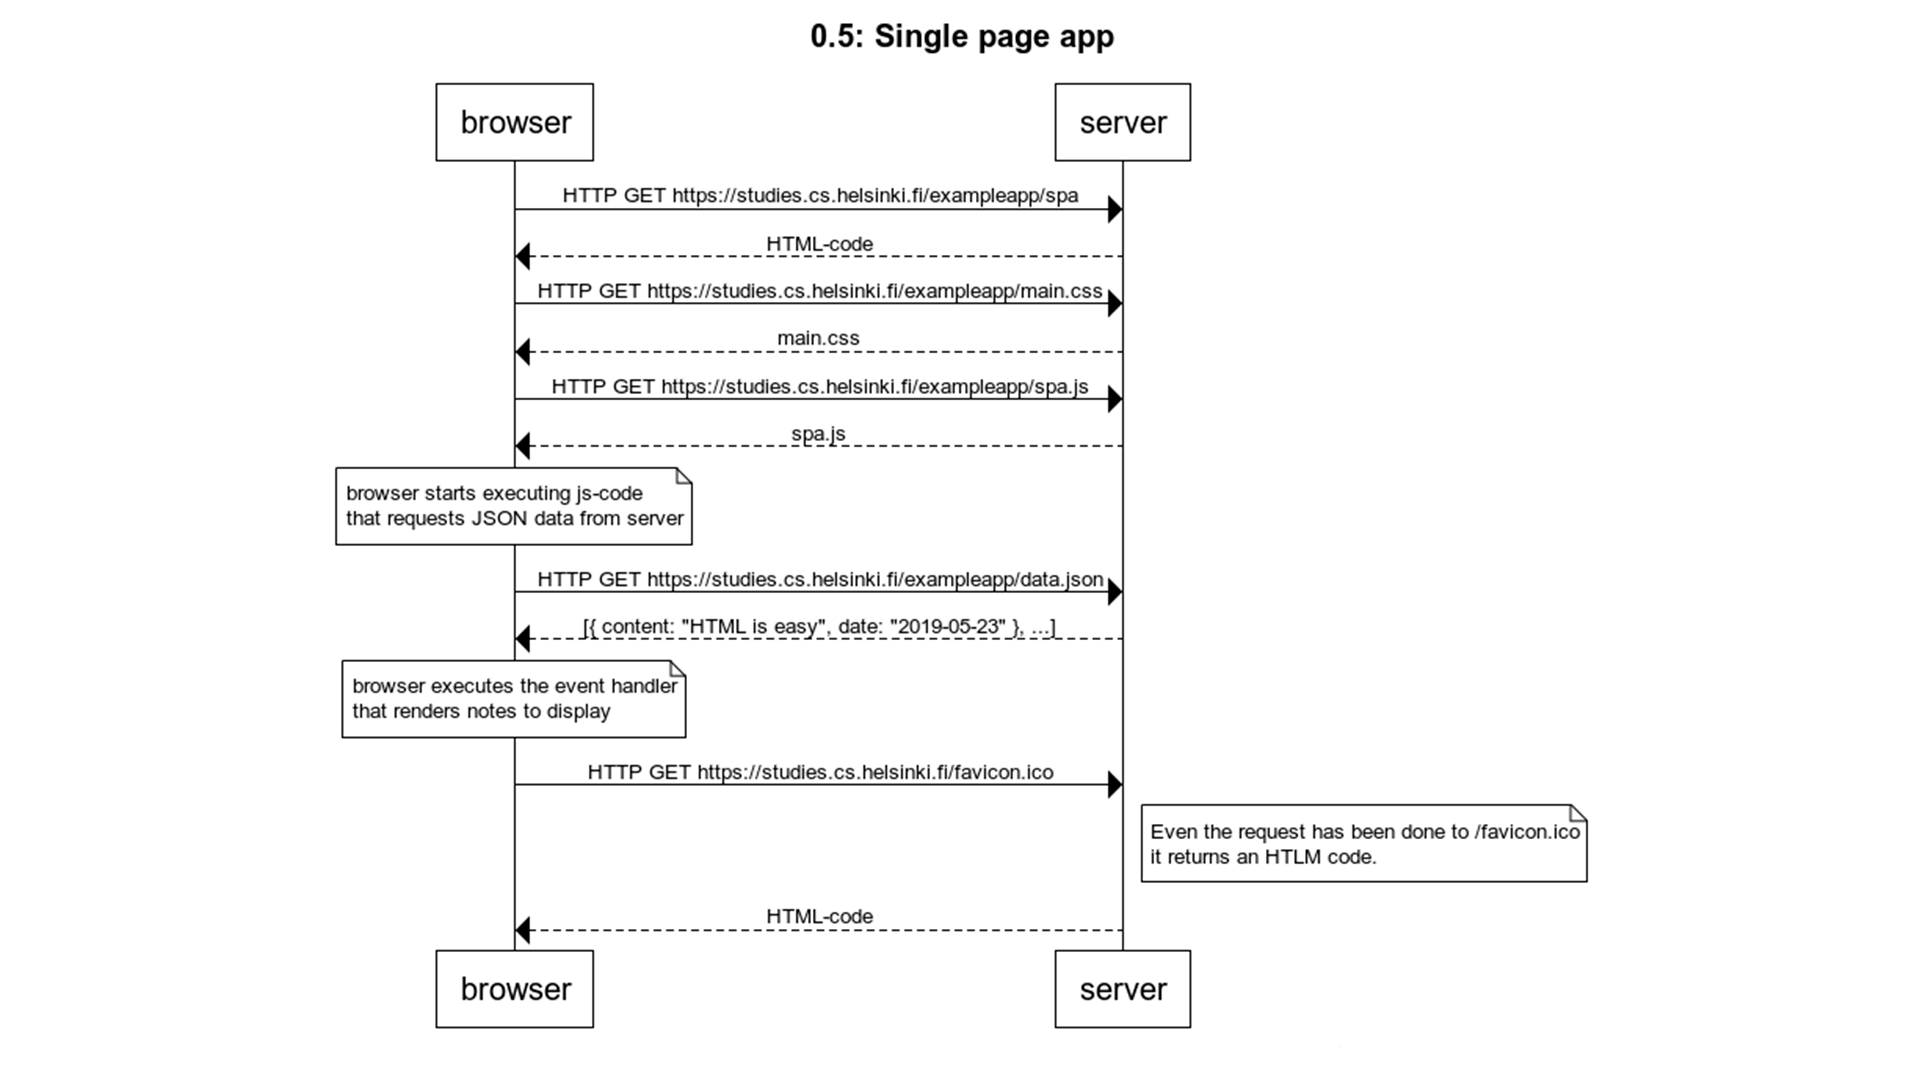 0.5: Single page app
browser
server
HTTP GET https://studies.cs.helsinki.fi/exampleapp/spa
HTML-code
HTTP GET https://studies.cs.helsinki.fi/exampleapp/main.css
main.css
HTTP GET https://studies.cs.helsinki.fi/exampleapp/spa.js
spa.js
browser starts executing js-code
that requests JSON data from server
HTTP GET https://studies.cs.helsinki.fi/exampleapp/data.json
[{ content: "HTML is easy", date: "2019-05-23" }, ...]
browser executes the event handler
that renders notes to display
HTTP GET https://studies.cs.helsinki.fi/favicon.ico
Even the request has been done to /favicon.ico
it returns an HTLM code.
HTML-code
browser
server